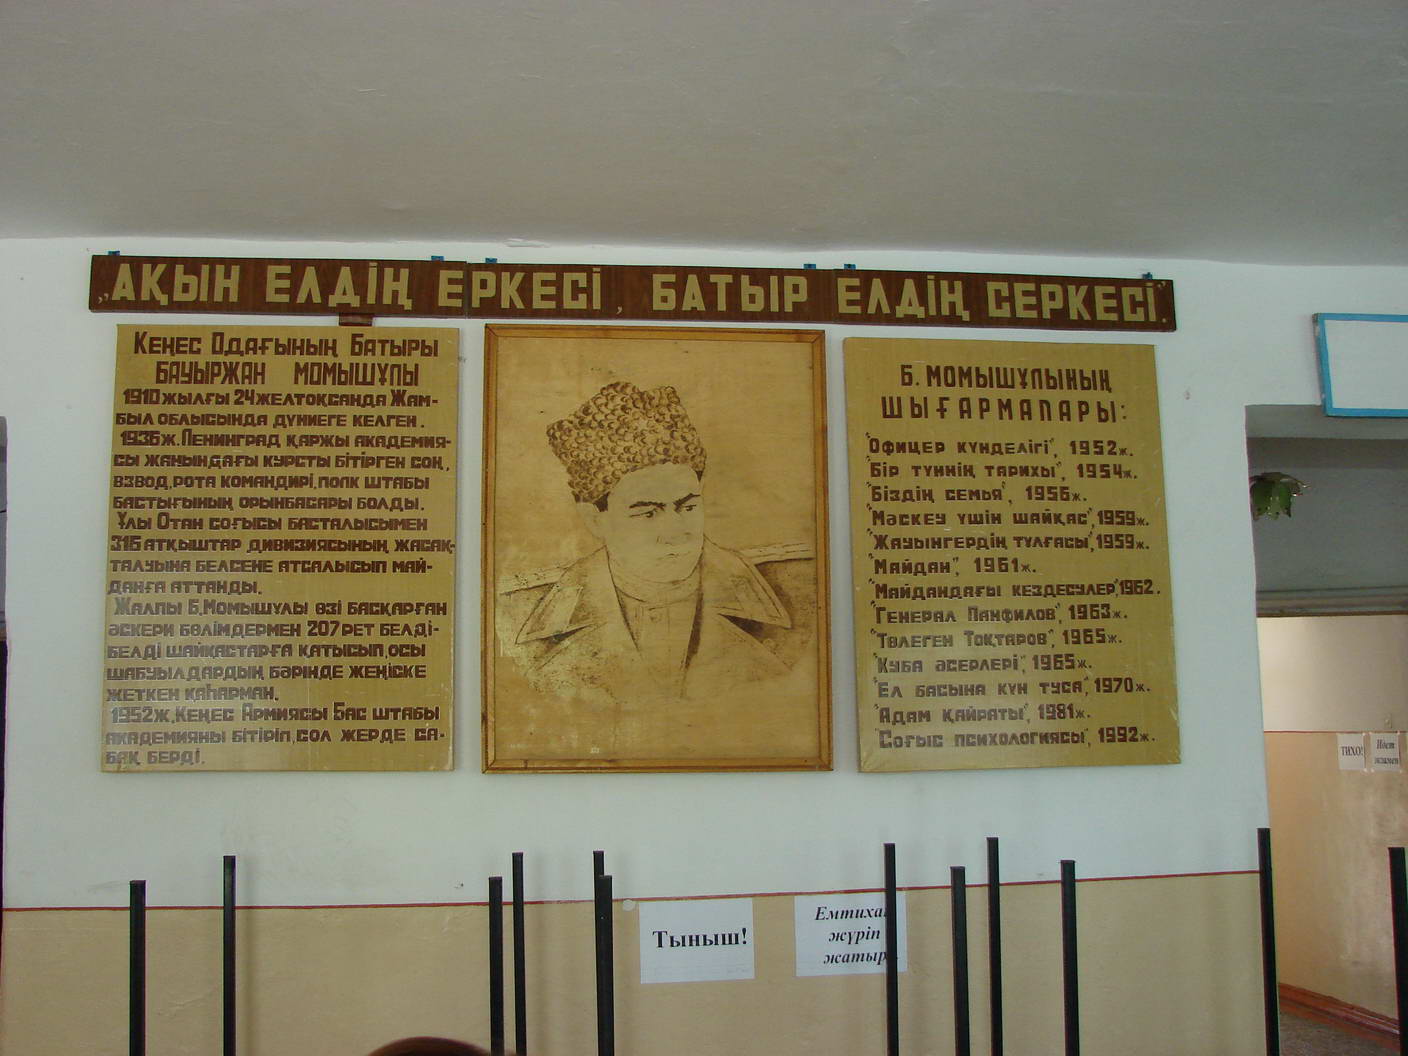 „АҚЫН ЕЛДІҢ ЕРКЕСІ, БАТЫР ЕЛДІҢ СЕРКЕСІ".
КЕҢЕС ОДАҒЫНЫҢ БАТЫРЫ
БАУЫРЖАН МОМЫШҰЛЫ
1910 ЖЫЛҒЫ 24 ЖЕЛТОҚСАНДА ЖАМ-
БЫЛ ОБЛЫСЫНДА ДҮНИЕГЕ КЕЛГЕН.
1936 Ж. ЛЕНИНГРАД ҚАРЖЫ АКАДЕМИЯ-
СЫ ЖАНЫНДАҒЫ КУРСТЫ БІТІРГЕН СОҢ,
ВЗВОД, РОТА КОМАНДИРІ, ПОЛК ШТАБЫ
БАСТЫҒЫНЫҢ ОРЫНБАСАРЫ БОЛДЫ.
ҰЛЫ ОТАН СОҒЫСЫ БАСТАЛЫСЫМЕН
316 АТҚЫШТАР ДИВИЗИЯСЫНЫҢ ЖАСАҚ-
ТАЛУЫНА БЕЛСЕНЕ АТСАЛЫСЫП МАЙ-
ДАНҒА АТТАНДЫ.
ЖАЛПЫ Б.МОМЫШҰЛЫ ӨЗІ БАСҚАРҒАН
ӘСКЕРИ БӨЛІМДЕРМЕН 207 РЕТ БЕЛДІ-
БЕЛДІ ШАЙҚАСТАРҒА ҚАТЫСЫП, ОСЫ
ШАБУЫЛДАРДЫҢ БӘРІНДЕ ЖЕҢІСКЕ
ЖЕТКЕН ҚАҺАРМАН.
1952 Ж. КЕҢЕС АРМИЯСЫ БАС ШТАБЫ
АКАДЕМИЯНЫ БІТІРІП, СОЛ ЖЕРДЕ СА-
БАҚ БЕРДІ.
Б. МОМЫШҰЛЫНЫҢ
ШЫҒАРМАЛАРЫ:
"ОФИЦЕР КҮНДЕЛІГІ", 1952 Ж.
"БІР ТҮННІҢ ТАРИХЫ", 1954 Ж.
"БІЗДІҢ СЕМЬЯ", 1956 Ж.
"МӘСКЕУ ҮШІН ШАЙҚАС", 1959 Ж.
"ЖАУЫНГЕРДІҢ ТҰЛҒАСЫ", 1959 Ж.
"МАЙДАН", 1961 Ж.
"МАЙДАНДАҒЫ КЕЗДЕСУЛЕР", 1962.
"ГЕНЕРАЛ ПАНФИЛОВ", 1963 Ж.
"ТӨЛЕГЕН ТОҚТАРОВ", 1965 Ж.
"КУБА ӘСЕРЛЕРІ", 1965 Ж.
"ЕЛ БАСЫНА КҮН ТУСА", 1970 Ж.
"АДАМ ҚАЙРАТЫ", 1981 Ж.
"СОҒЫС ПСИХОЛОГИЯСЫ", 1992 Ж.
ТИХО!
Идет
экзамен
Тыныш!
Емтихан
жүріп
жатыр.